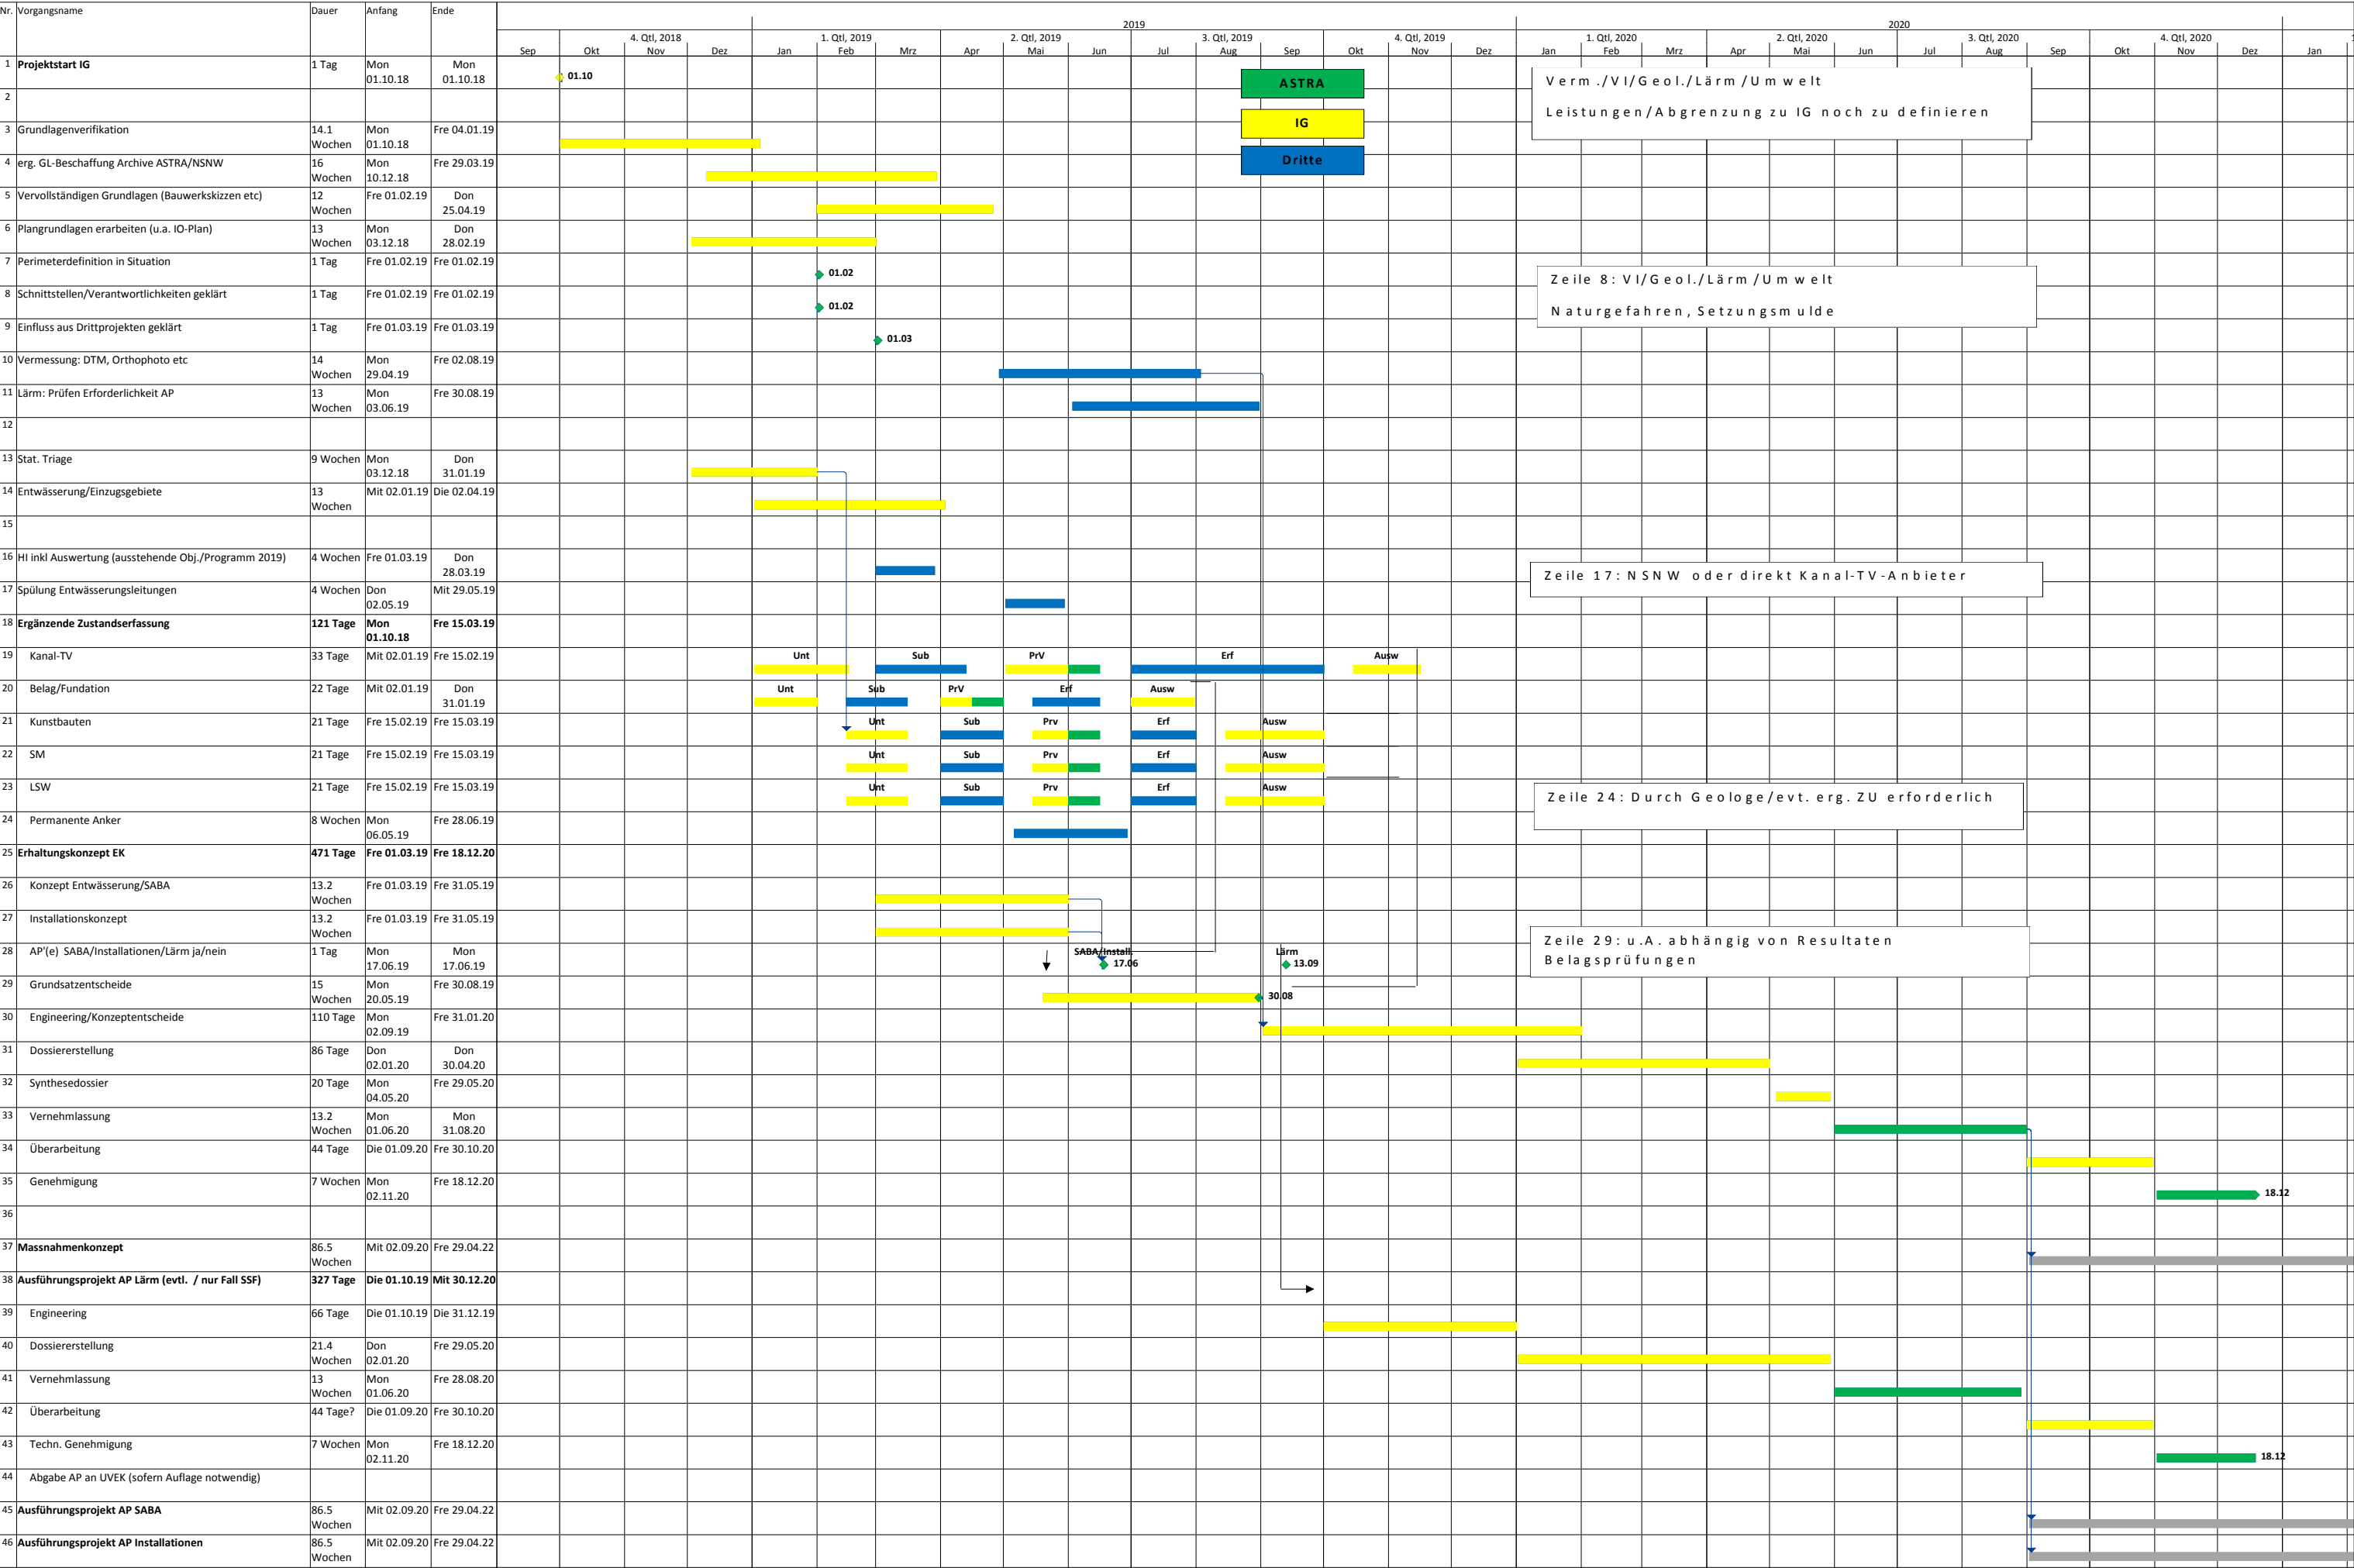 Nr. Vorgangsname Dauer Anfang Ende
2019 2020
4. Qtl, 2018 1. Qtl, 2019 2. Qtl, 2019 3. Qtl, 2019 4. Qtl, 2019 1. Qtl, 2020 2. Qtl, 2020 3. Qtl, 2020 4. Qtl, 2020 1
Sep Okt Nov Dez Jan Feb Mrz Apr Mai Jun Jul Aug Sep Okt Nov Dez Jan Feb Mrz Apr Mai Jun Jul Aug Sep Okt Nov Dez Jan
1 Projektstart IG 1 Tag Mon 01.10.18 Mon 01.10.18
01.10
ASTRA
IG
Dritte
Verm./VI/Geol./Lärm/Umwelt
Leistungen/Abgrenzung zu IG noch zu definieren
2
3 Grundlagenverifikation 14.1 Wochen Mon 01.10.18 Fre 04.01.19
4 erg. GL-Beschaffung Archive ASTRA/NSNW 16 Wochen Mon 10.12.18 Fre 29.03.19
5 Vervollständigen Grundlagen (Bauwerkskizzen etc) 12 Wochen Fre 01.02.19 Don 25.04.19
6 Plangrundlagen erarbeiten (u.a. IO-Plan) 13 Wochen Mon 03.12.18 Don 28.02.19
7 Perimeterdefinition in Situation 1 Tag Fre 01.02.19 Fre 01.02.19
01.02
Zeile 8: VI/Geol./Lärm/Umwelt
Naturgefahren, Setzungsmulde
8 Schnittstellen/Verantwortlichkeiten geklärt 1 Tag Fre 01.02.19 Fre 01.02.19
01.02
9 Einfluss aus Drittprojekten geklärt 1 Tag Fre 01.03.19 Fre 01.03.19
01.03
10 Vermessung: DTM, Orthophoto etc 14 Wochen Mon 29.04.19 Fre 02.08.19
11 Lärm: Prüfen Erforderlichkeit AP 13 Wochen Mon 03.06.19 Fre 30.08.19
12
13 Stat. Triage 9 Wochen Mon 03.12.18 Don 31.01.19
14 Entwässerung/Einzugsgebiete 13 Wochen Mit 02.01.19 Die 02.04.19
15
16 HI inkl Auswertung (ausstehende Obj./Programm 2019) 4 Wochen Fre 01.03.19 Don 28.03.19
Zeile 17: NSNW oder direkt Kanal-TV-Anbieter
17 Spülung Entwässerungsleitungen 4 Wochen Don 02.05.19 Mit 29.05.19
18 Ergänzende Zustandserfassung 121 Tage Mon 01.10.18 Fre 15.03.19
19 Kanal-TV 33 Tage Mit 02.01.19 Fre 15.02.19
Unt Sub PrV Erf Ausw
20 Belag/Fundation 22 Tage Mit 02.01.19 Don 31.01.19
Unt Sub PrV Erf Ausw
21 Kunstbauten 21 Tage Fre 15.02.19 Fre 15.03.19
Unt Sub Prv Erf Ausw
22 SM 21 Tage Fre 15.02.19 Fre 15.03.19
Unt Sub Prv Erf Ausw
23 LSW 21 Tage Fre 15.02.19 Fre 15.03.19
Unt Sub Prv Erf Ausw
Zeile 24: Durch Geologe/evt. erg. ZU erforderlich
24 Permanente Anker 8 Wochen Mon 06.05.19 Fre 28.06.19
25 Erhaltungskonzept EK 471 Tage Fre 01.03.19 Fre 18.12.20
26 Konzept Entwässerung/SABA 13.2 Wochen Fre 01.03.19 Fre 31.05.19
27 Installationskonzept 13.2 Wochen Fre 01.03.19 Fre 31.05.19
Zeile 29: u.A. abhängig von Resultaten
Belagsprüfungen
28 AP'(e) SABA/Installationen/Lärm ja/nein 1 Tag Mon 17.06.19 Mon 17.06.19
SABA/Install. Lärm
17.06 13.09
29 Grundsatzentscheide 15 Wochen Mon 20.05.19 Fre 30.08.19
30.08
30 Engineering/Konzeptentscheide 110 Tage Mon 02.09.19 Fre 31.01.20
31 Dossiererstellung 86 Tage Don 02.01.20 Don 30.04.20
32 Synthesedossier 20 Tage Mon 04.05.20 Fre 29.05.20
33 Vernehmlassung 13.2 Wochen Mon 01.06.20 Mon 31.08.20
34 Überarbeitung 44 Tage Die 01.09.20 Fre 30.10.20
35 Genehmigung 7 Wochen Mon 02.11.20 Fre 18.12.20
18.12
36
37 Massnahmenkonzept 86.5 Wochen Mit 02.09.20 Fre 29.04.22
38 Ausführungsprojekt AP Lärm (evtl. / nur Fall SSF) 327 Tage Die 01.10.19 Mit 30.12.20
39 Engineering 66 Tage Die 01.10.19 Die 31.12.19
40 Dossiererstellung 21.4 Wochen Don 02.01.20 Fre 29.05.20
41 Vernehmlassung 13 Wochen Mon 01.06.20 Fre 28.08.20
42 Überarbeitung 44 Tage? Die 01.09.20 Fre 30.10.20
43 Techn. Genehmigung 7 Wochen Mon 02.11.20 Fre 18.12.20
18.12
44 Abgabe AP an UVEK (sofern Auflage notwendig)
45 Ausführungsprojekt AP SABA 86.5 Wochen Mit 02.09.20 Fre 29.04.22
46 Ausführungsprojekt AP Installationen 86.5 Wochen Mit 02.09.20 Fre 29.04.22